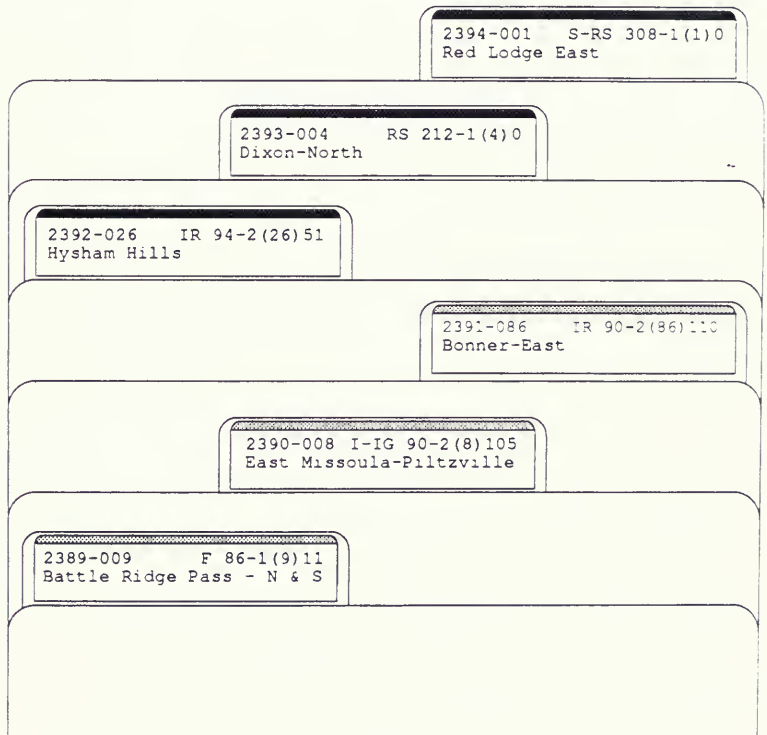 2394-001 S-RS 308-1(1)0
Red Lodge East
2393-004 RS 212-1(4)0
Dixon-North
2392-026 IR 94-2(26)51
Hysham Hills
2391-086 IR 90-2(86)110
Bonner-East
2390-008 I-IG 90-2(8)105
East Missoula-Piltzville
2389-009 F 86-1(9)11
Battle Ridge Pass - N & S